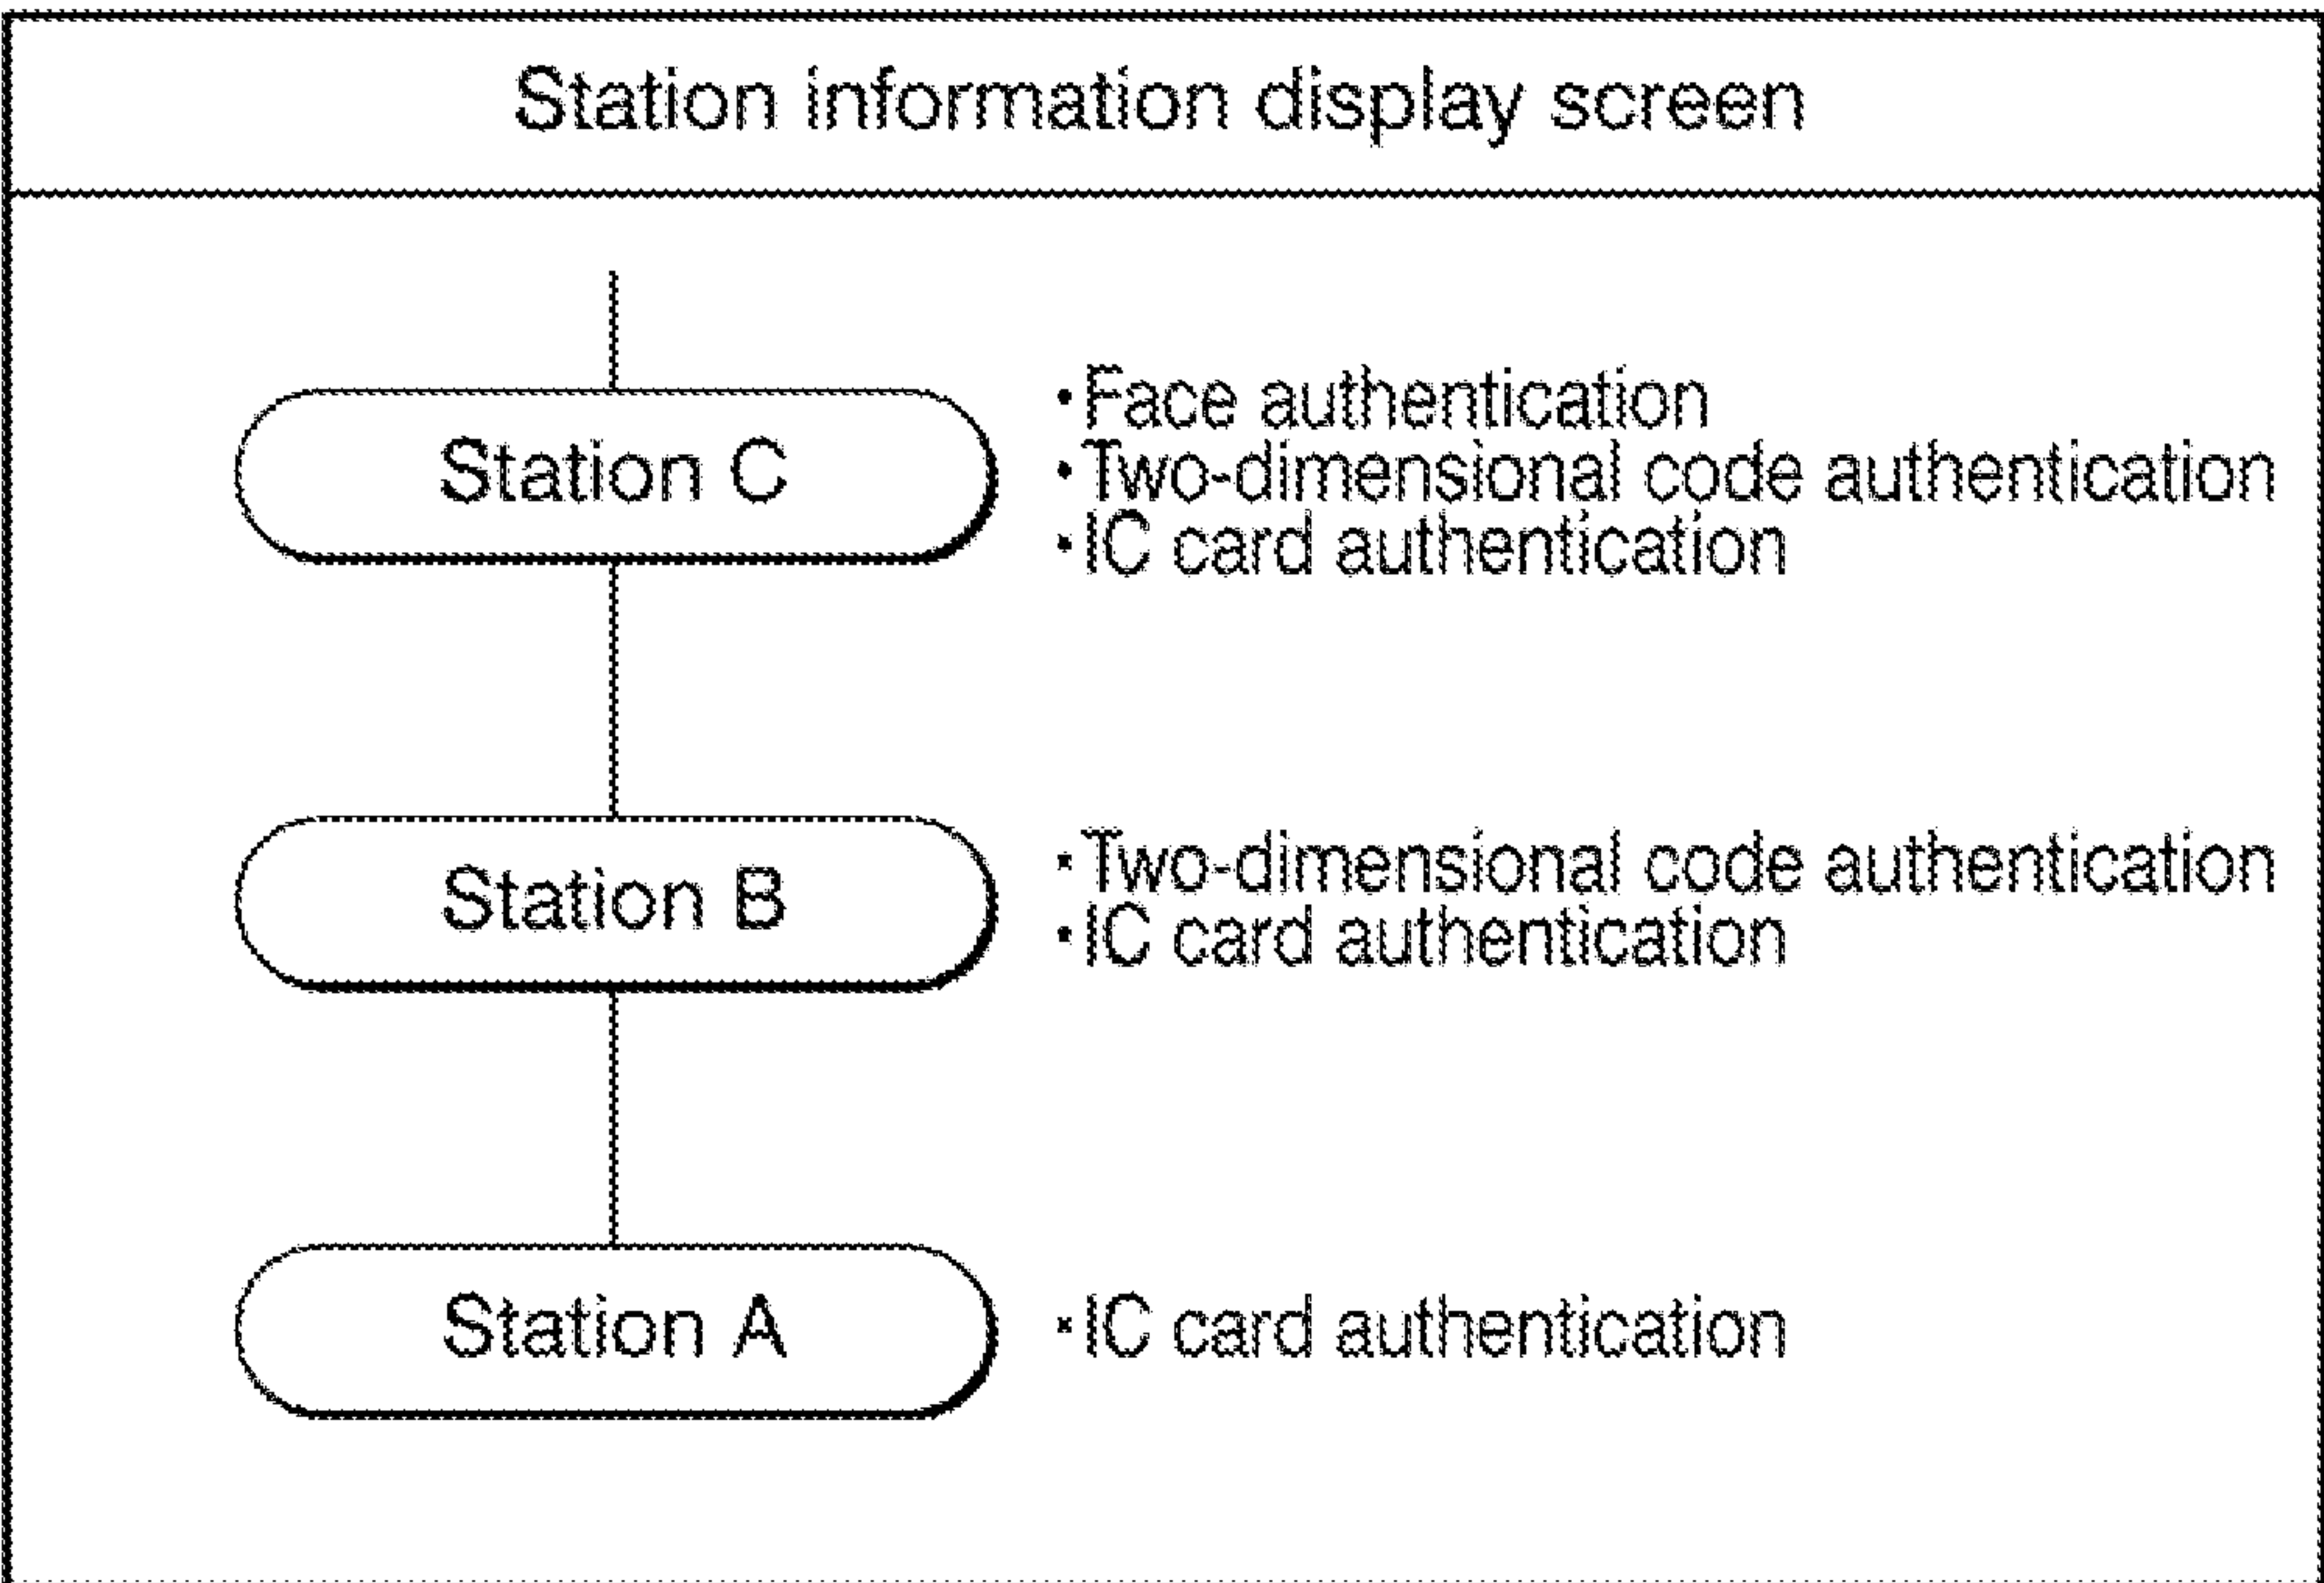 Station information display screen
Station C
・Face authentication
・Two-dimensional code authentication
・IC card authentication
Station B
・Two-dimensional code authentication
・IC card authentication
Station A
・IC card authentication